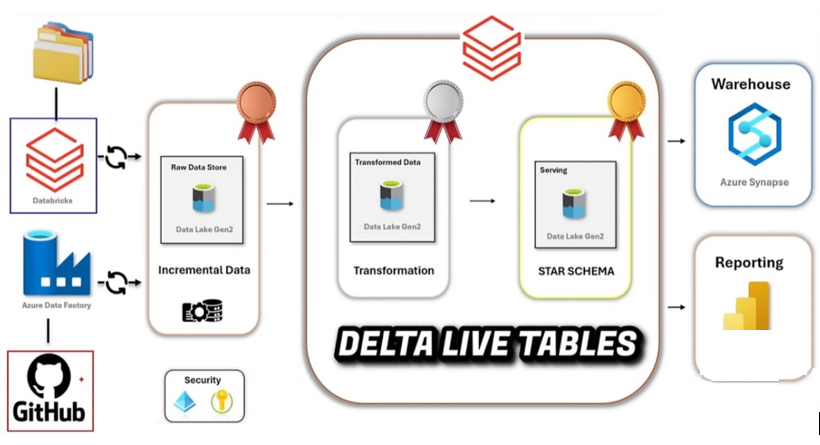 Databricks
Azure Data Factory
GitHub
+
Raw Data Store
Data Lake Gen2
Incremental Data
Security
Transformed Data
Data Lake Gen2
Transformation
Serving
Data Lake Gen2
STAR SCHEMA
DELTA LIVE TABLES
Warehouse
Azure Synapse
Reporting